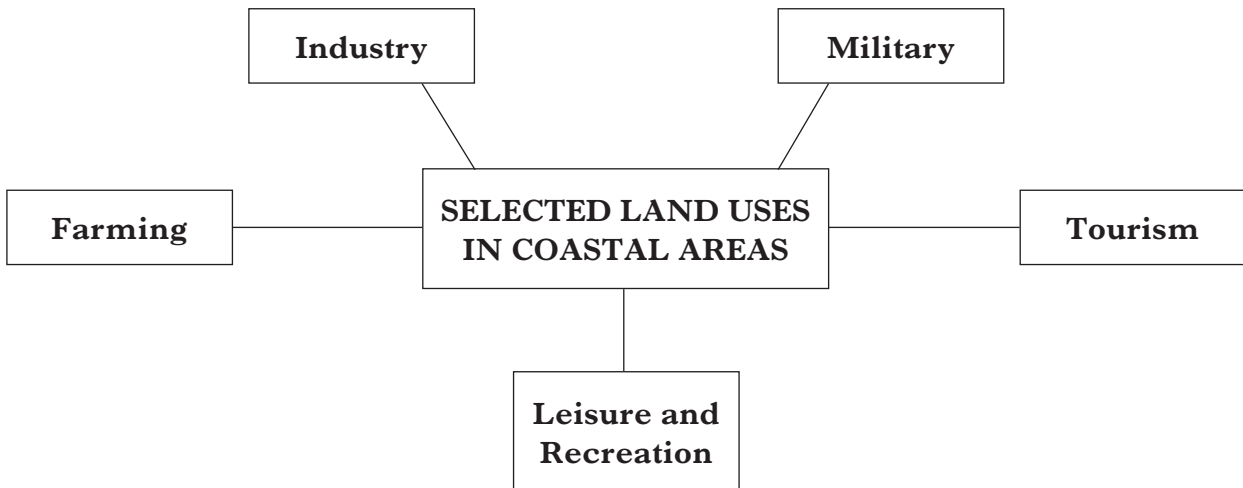 Industry
Military
SELECTED LAND USES
IN COASTAL AREAS
Farming
Tourism
Leisure and
Recreation